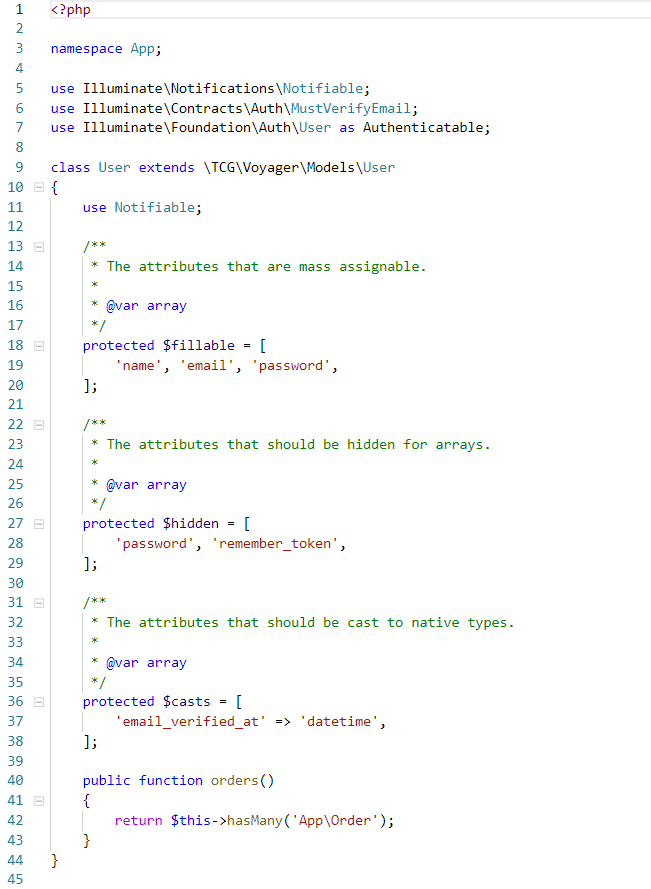 1 <?php
2
3 namespace App;
4
5 use Illuminate\Notifications\Notifiable;
6 use Illuminate\Contracts\Auth\MustVerifyEmail;
7 use Illuminate\Foundation\Auth\User as Authenticatable;
8
9 class User extends \TCG\Voyager\Models\User
10 {
11     use Notifiable;
12
13     /**
14      * The attributes that are mass assignable.
15      *
16      * @var array
17      */
18     protected $fillable = [
19         'name', 'email', 'password',
20     ];
21
22     /**
23      * The attributes that should be hidden for arrays.
24      *
25      * @var array
26      */
27     protected $hidden = [
28         'password', 'remember_token',
29     ];
30
31     /**
32      * The attributes that should be cast to native types.
33      *
34      * @var array
35      */
36     protected $casts = [
37         'email_verified_at' => 'datetime',
38     ];
39
40     public function orders()
41     {
42         return $this->hasMany('App\Order');
43     }
44 }
45